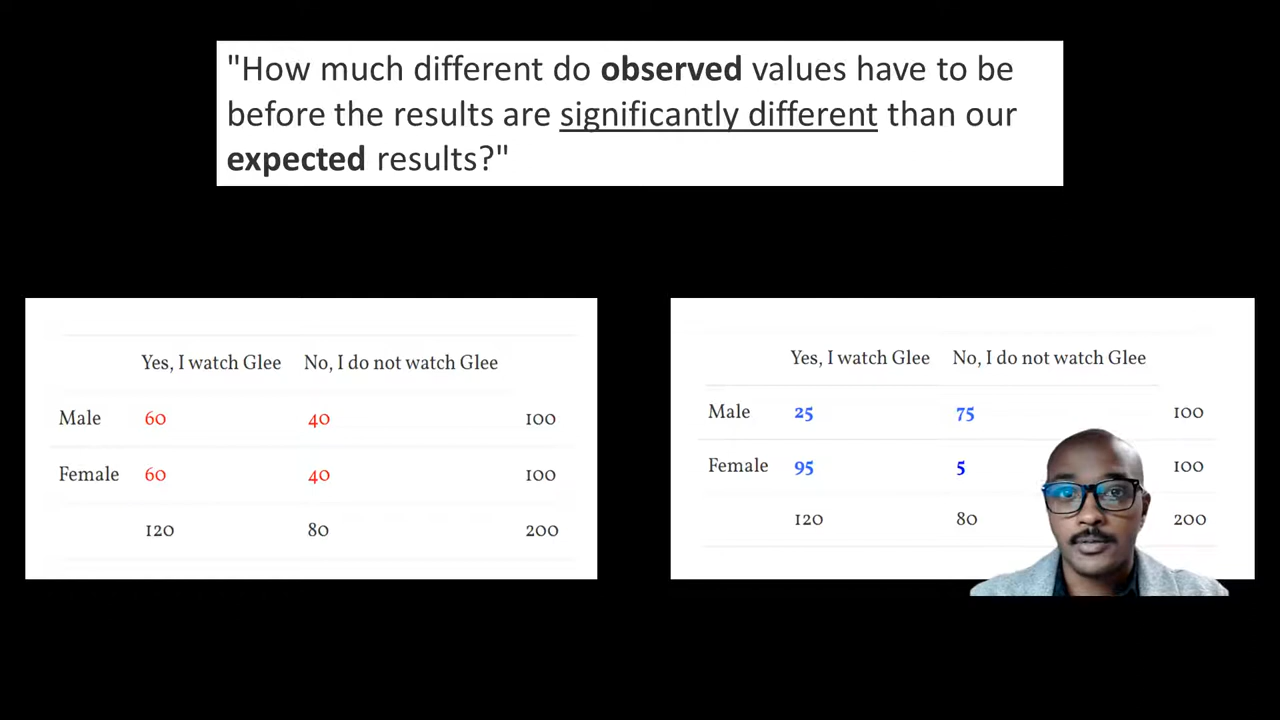 "How much different do observed values have to be
before the results are significantly different than our
expected results?"
Yes, I watch Glee No, I do not watch Glee
Male 60 40 100
Female 60 40 100
120 80 200
Yes, I watch Glee No, I do not watch Glee
Male 25 75 100
Female 95 5 100
120 80 200